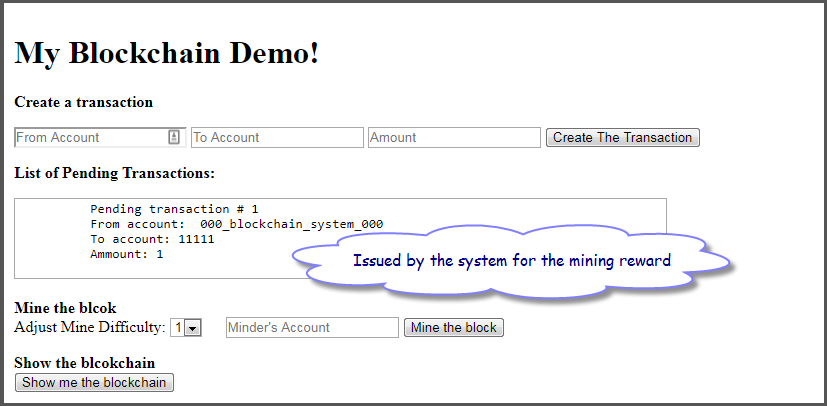 My Blockchain Demo!
Create a transaction
From Account To Account Amount Create The Transaction
List of Pending Transactions:
Pending transaction # 1
From account: 000_blockchain_system_000
To account: 11111
Ammount: 1
Issued by the system for the mining reward
Mine the blcok
Adjust Mine Difficulty: 1 Minder's Account Mine the block
Show the blcokchain
Show me the blockchain